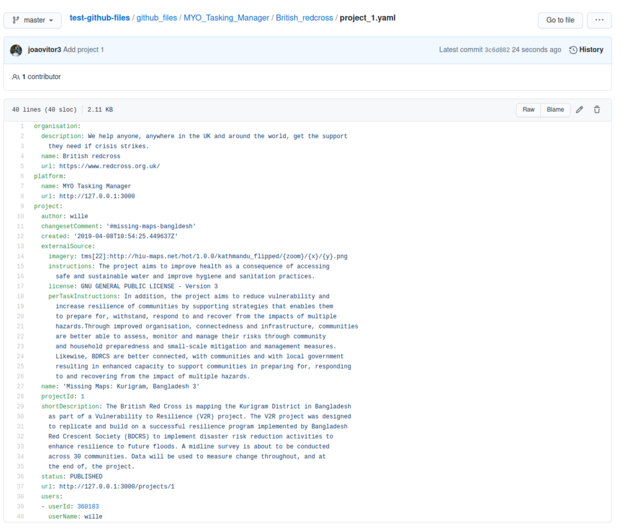 master
test-github-files / github_files / MYO_Tasking_Manager / British_redcross / project_1.yaml
Go to file
...
joaovitor3 Add project 1
Latest commit 3c6d882 24 seconds ago
History
1 contributor
40 lines (40 sloc) 2.11 KB
Raw
Blame
1 organisation:
2 description: We help anyone, anywhere in the UK and around the world, get the support
3 they need if crisis strikes.
4 name: British redcross
5 url: https://www.redcross.org.uk/
6 platform:
7 name: MYO Tasking Manager
8 url: http://127.0.0.1:3000
9 project:
10 author: wille
11 changesetComment: '#missing-maps-bangldesh'
12 created: '2019-04-08T10:54:25.449637Z'
13 externalSource:
14 imagery: tms[22]:http://hiu-maps.net/hot/1.0.0/kathmandu_flipped/{zoom}/{x}/{y}.png
15 instructions: The project aims to improve health as a consequence of accessing
16 safe and sustainable water and improve hygiene and sanitation practices.
17 license: GNU GENERAL PUBLIC LICENSE - Version 3
18 perTaskInstructions: In addition, the project aims to reduce vulnerability and
19 increase resilience of communities by supporting strategies that enables them
20 to prepare for, withstand, respond to and recover from the impacts of multiple
21 hazards.Through improved organisation, connectedness and infrastructure, communities
22 are better able to assess, monitor and manage their risks through community
23 and household preparedness and small-scale mitigation and management measures.
24 Likewise, BDRCS are better connected, with communities and with local government
25 resulting in enhanced capacity to support communities in preparing for, responding
26 to and recovering from the impact of multiple hazards.
27 name: 'Missing Maps: Kurigram, Bangladesh 3'
28 projectId: 1
29 shortDescription: The British Red Cross is mapping the Kurigram District in Bangladesh
30 as part of a Vulnerability to Resilience (V2R) project. The V2R project was designed
31 to replicate and build on a successful resilience program implemented by Bangladesh
32 Red Crescent Society (BDCRS) to implement disaster risk reduction activities to
33 enhance resilience to future floods. A midline survey is about to be conducted
34 across 30 communities. Data will be used to measure change throughout, and at
35 the end of, the project.
36 status: PUBLISHED
37 url: http://127.0.0.1:3000/projects/1
38 users:
39 - userId: 360183
40 userName: wille